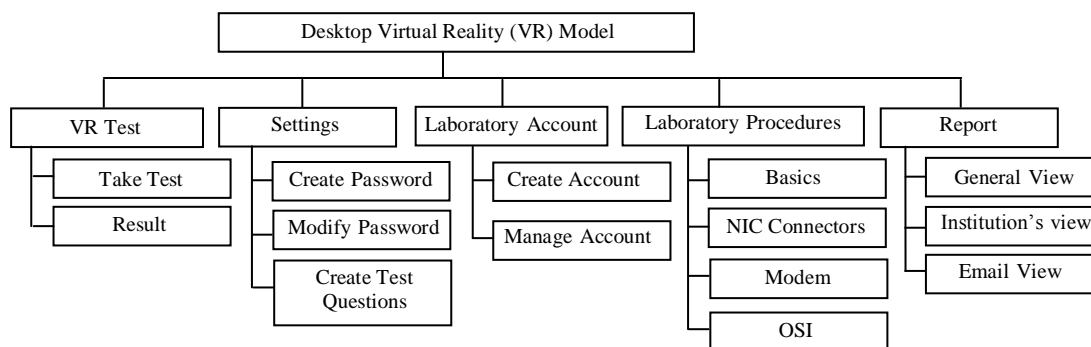 Desktop Virtual Reality (VR) Model
VR Test
Settings
Laboratory Account
Laboratory Procedures
Report
Take Test
Result
Create Password
Modify Password
Create Test
Questions
Create Account
Manage Account
Basics
NIC Connectors
Modem
OSI
General View
Institution's view
Email View